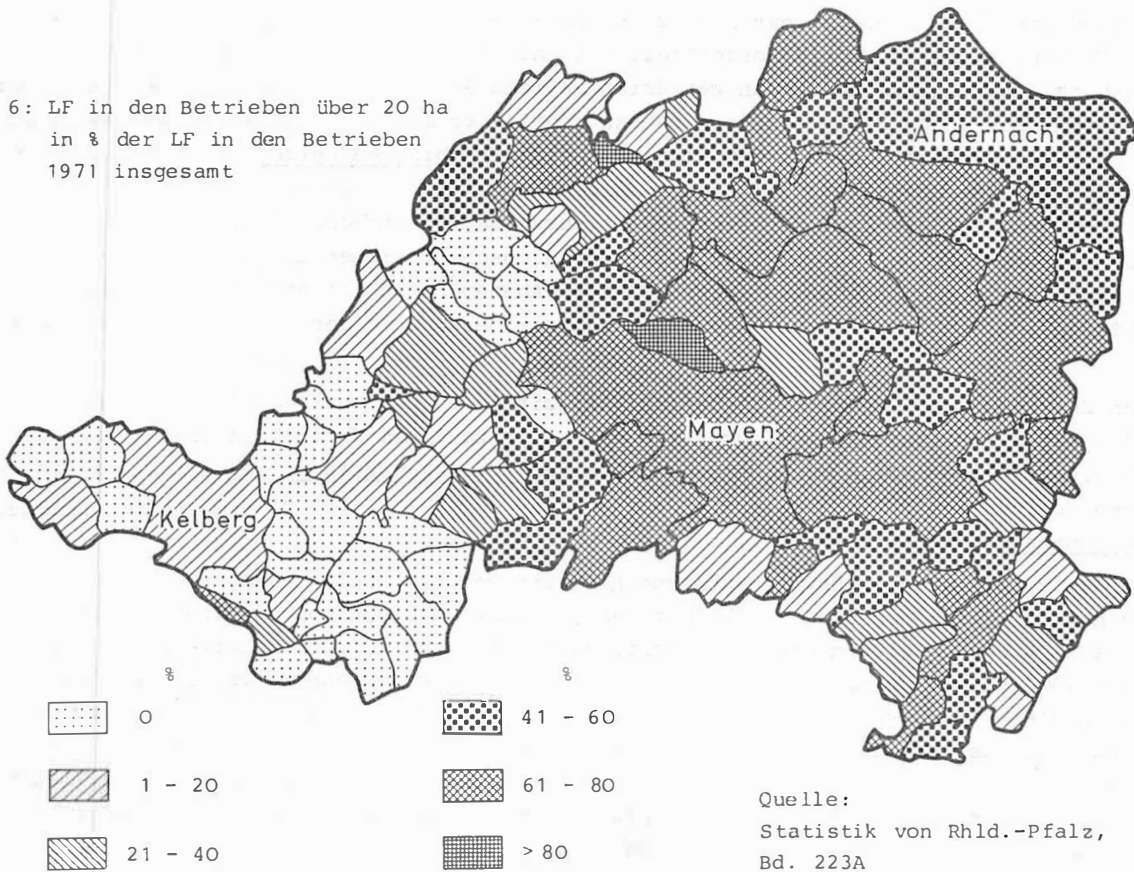 6: LF in den Betrieben über 20 ha
in % der LF in den Betrieben
1971 insgesamt
Andernach
Mayen
Kelberg
%
0
1 - 20
21 - 40
%
41 - 60
61 - 80
> 80
Quelle:
Statistik von Rhld.-Pfalz,
Bd. 223A